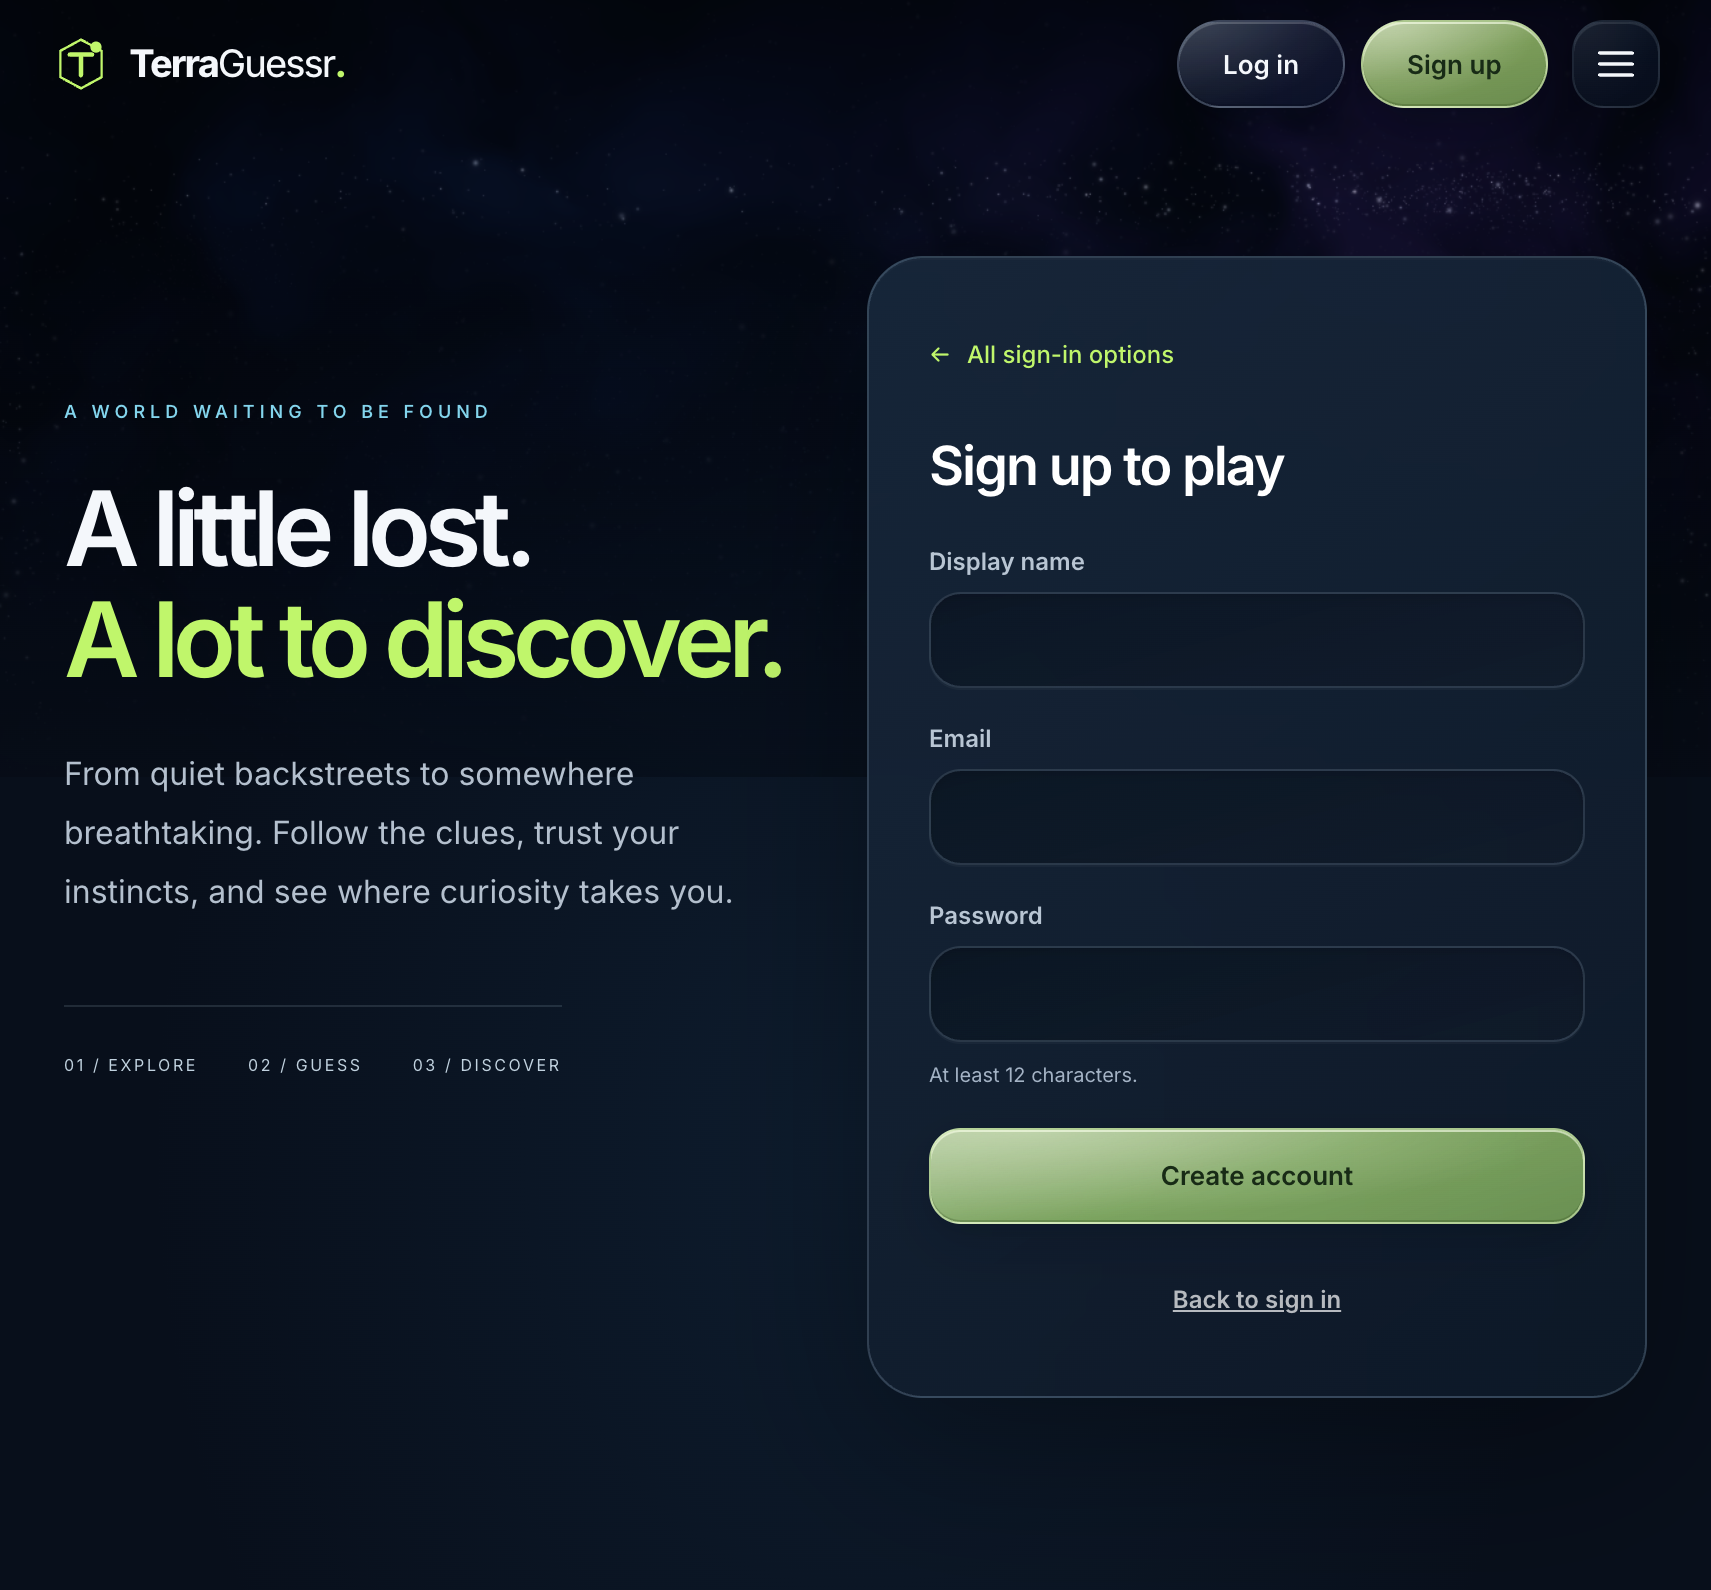 TerraGuessr.
Log in
Sign up
A WORLD WAITING TO BE FOUND
A little lost.
A lot to discover.
From quiet backstreets to somewhere
breathtaking. Follow the clues, trust your
instincts, and see where curiosity takes you.
01 / EXPLORE
02 / GUESS
03 / DISCOVER
← All sign-in options
Sign up to play
Display name
Email
Password
At least 12 characters.
Create account
Back to sign in